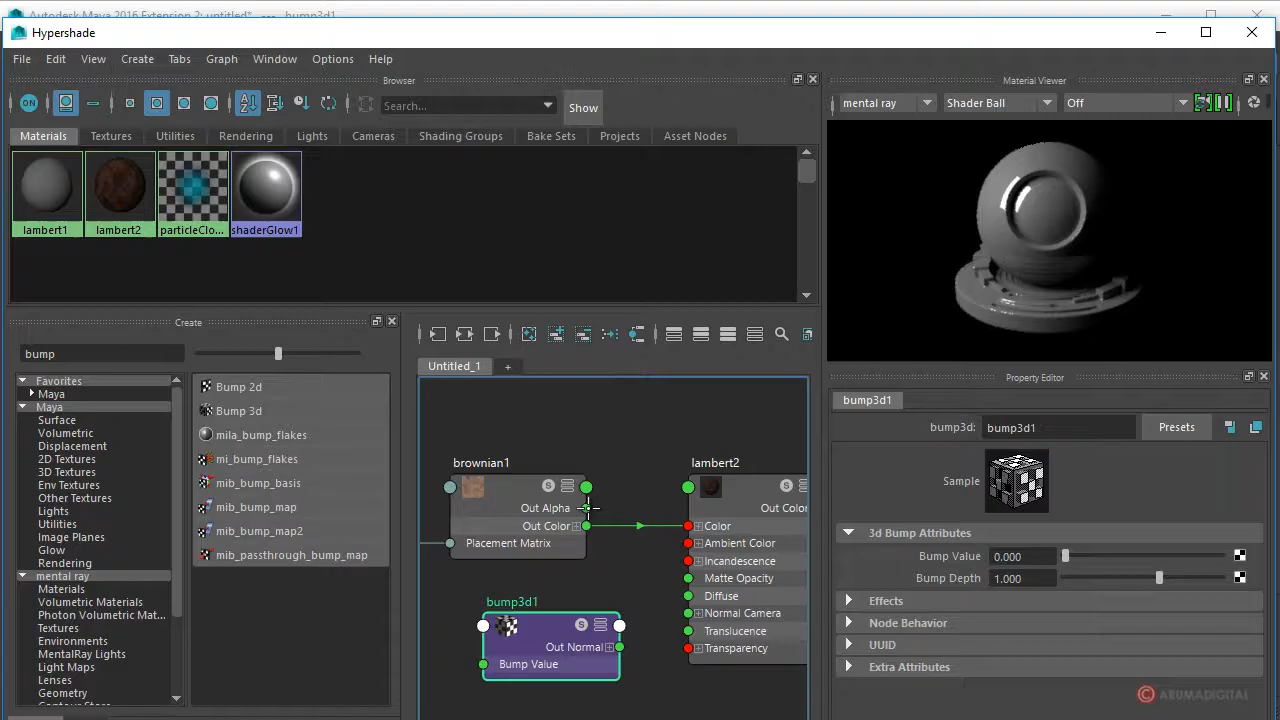 Autodesk Maya 2016 Extension 2: untitled* --- bump3d1
Hypershade
File Edit View Create Tabs Graph Window Options Help
Browser
Material Viewer
ON
Search...
Show
mental ray
Shader Ball
Off
Materials Textures Utilities Rendering Lights Cameras Shading Groups Bake Sets Projects Asset Nodes
lambert1 lambert2 particleClo... shaderGlow1
Create
bump
Favorites
Maya
Maya
Surface
Volumetric
Displacement
2D Textures
3D Textures
Env Textures
Other Textures
Lights
Utilities
Image Planes
Glow
Rendering
mental ray
Materials
Volumetric Materials
Photon Volumetric Materials
Textures
Environments
MentalRay Lights
Light Maps
Lenses
Geometry
Bump 2d
Bump 3d
mila_bump_flakes
mi_bump_flakes
mib_bump_basis
mib_bump_map
mib_bump_map2
mib_passthrough_bump_map
Untitled_1 +
brownian1
S
Out Alpha
Out Color
Placement Matrix
bump3d1
S
Out Normal
Bump Value
lambert2
S
Out Color
Color
Ambient Color
Incandescence
Matte Opacity
Diffuse
Normal Camera
Translucence
Transparency
Property Editor
bump3d1
bump3d: bump3d1 Presets
Sample
3d Bump Attributes
Bump Value 0.000
Bump Depth 1.000
Effects
Node Behavior
UUID
Extra Attributes
© ARUMADIGITAL